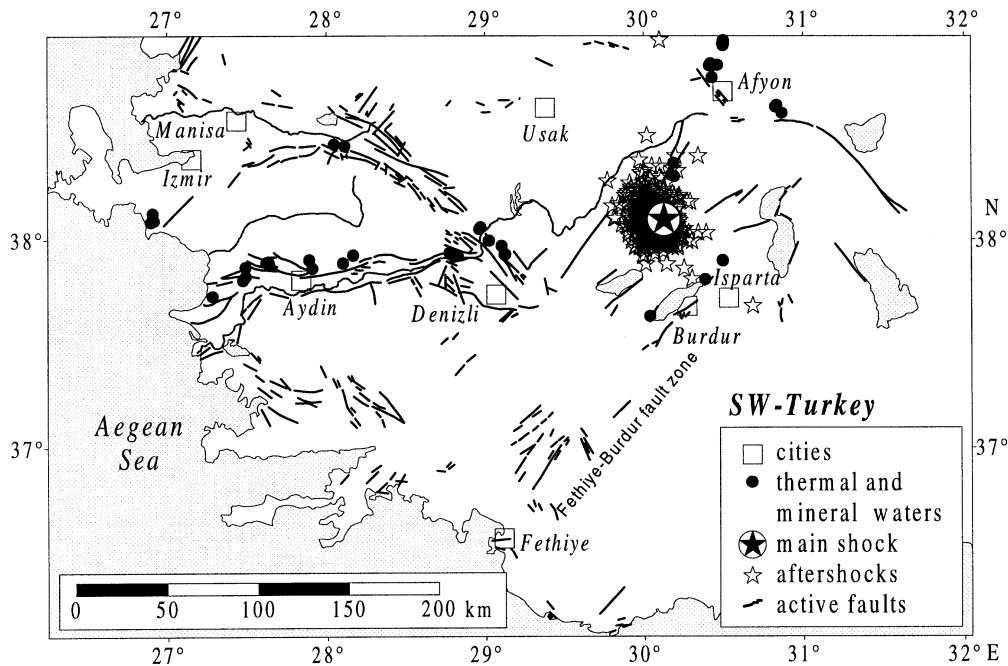 27° 28° 29° 30° 31° 32°
Afyon
Manisa
Usak
Izmir
N
38° 38°
Isparta
Aydin
Denizli
Burdur
Fethiye-Burdur fault zone
SW-Turkey
Aegean
Sea
37° 37°
cities
thermal and
mineral waters
main shock
Fethiye
aftershocks
active faults
0 50 100 150 200 km
27° 28° 29° 30° 31° 32° E